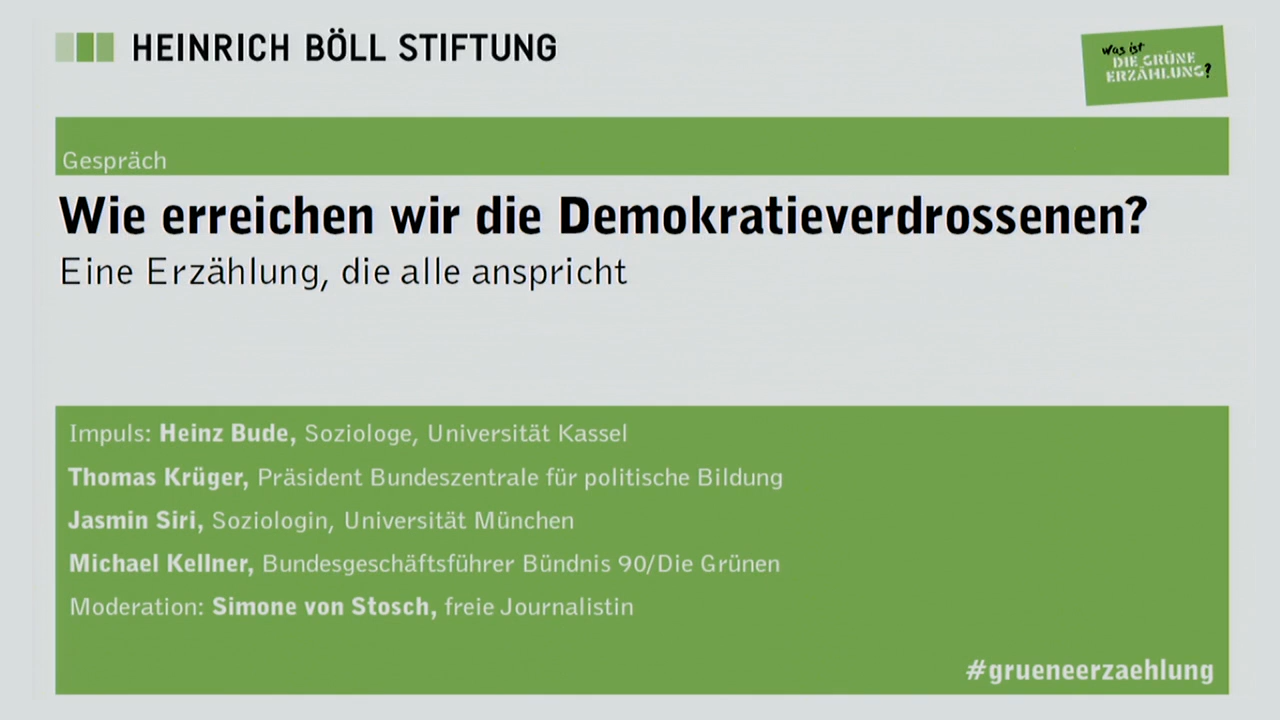 HEINRICH BÖLL STIFTUNG
Was ist
DIE GRÜNE
ERZÄHLUNG?
Gespräch
Wie erreichen wir die Demokratieverdrossenen?
Eine Erzählung, die alle anspricht
Impuls: Heinz Bude, Soziologe, Universität Kassel
Thomas Krüger, Präsident Bundeszentrale für politische Bildung
Jasmin Siri, Soziologin, Universität München
Michael Kellner, Bundesgeschäftsführer Bündnis 90/Die Grünen
Moderation: Simone von Stosch, freie Journalistin
#grueneerzaehlung